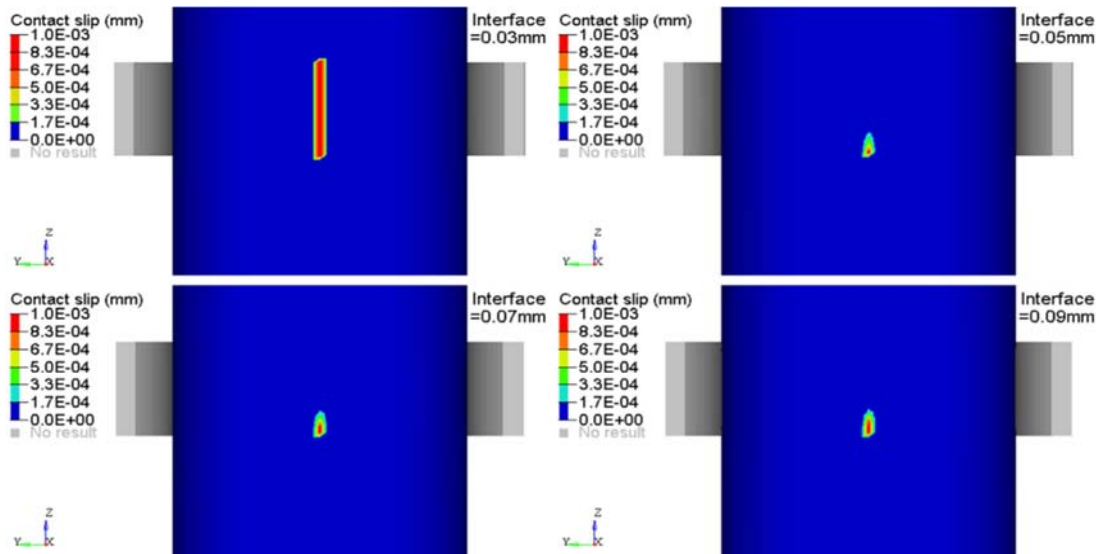 Contact slip (mm)
1.0E-03
8.3E-04
6.7E-04
5.0E-04
3.3E-04
1.7E-04
0.0E+00
No result
Interface
=0.03mm
Z
Y
X
Contact slip (mm)
1.0E-03
8.3E-04
6.7E-04
5.0E-04
3.3E-04
1.7E-04
0.0E+00
No result
Interface
=0.05mm
Z
Y
X
Contact slip (mm)
1.0E-03
8.3E-04
6.7E-04
5.0E-04
3.3E-04
1.7E-04
0.0E+00
No result
Interface
=0.07mm
Z
Y
X
Contact slip (mm)
1.0E-03
8.3E-04
6.7E-04
5.0E-04
3.3E-04
1.7E-04
0.0E+00
No result
Interface
=0.09mm
Z
Y
X